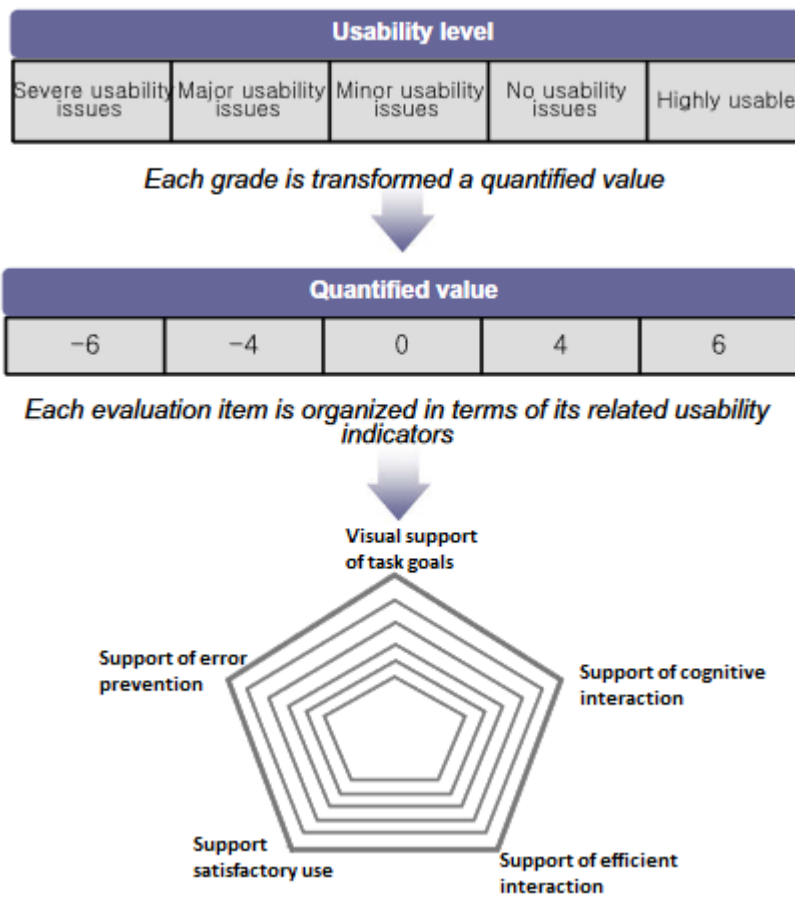 Usability level
Severe usability issues
Major usability issues
Minor usability issues
No usability issues
Highly usable
Each grade is transformed a quantified value
Quantified value
-6
-4
0
4
6
Each evaluation item is organized in terms of its related usability
indicators
Visual support
of task goals
Support of error
prevention
Support of cognitive
interaction
Support
satisfactory use
Support of efficient
interaction